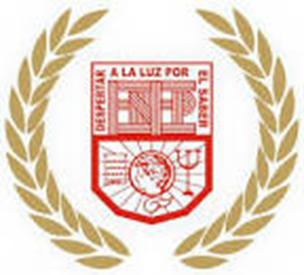 DESPERTAR
A LA LUZ POR
EL SABER
ENEP